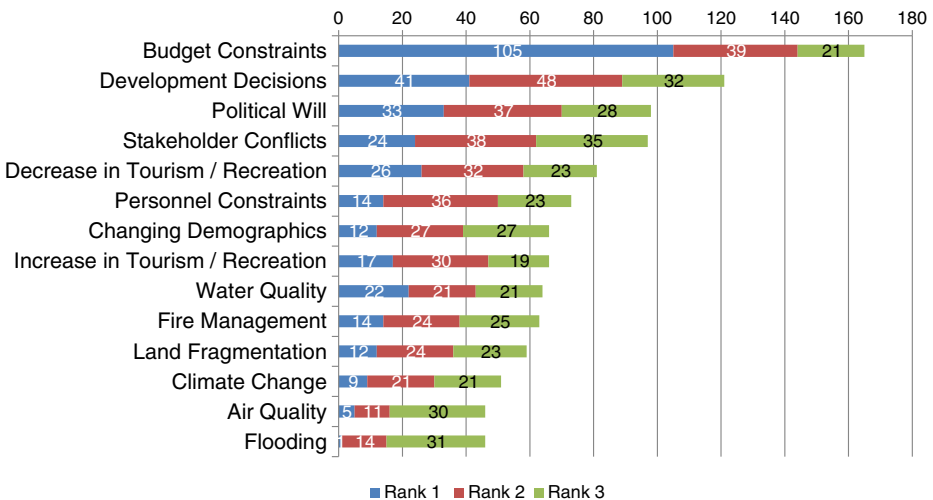 0 20 40 60 80 100 120 140 160 180
Budget Constraints 105 39 21
Development Decisions 41 48 32
Political Will 33 37 28
Stakeholder Conflicts 24 38 35
Decrease in Tourism / Recreation 26 32 23
Personnel Constraints 14 36 23
Changing Demographics 12 27 27
Increase in Tourism / Recreation 17 30 19
Water Quality 22 21 21
Fire Management 14 24 25
Land Fragmentation 12 24 23
Climate Change 9 21 21
Air Quality 5 11 30
Flooding 1 14 31
Rank 1 Rank 2 Rank 3